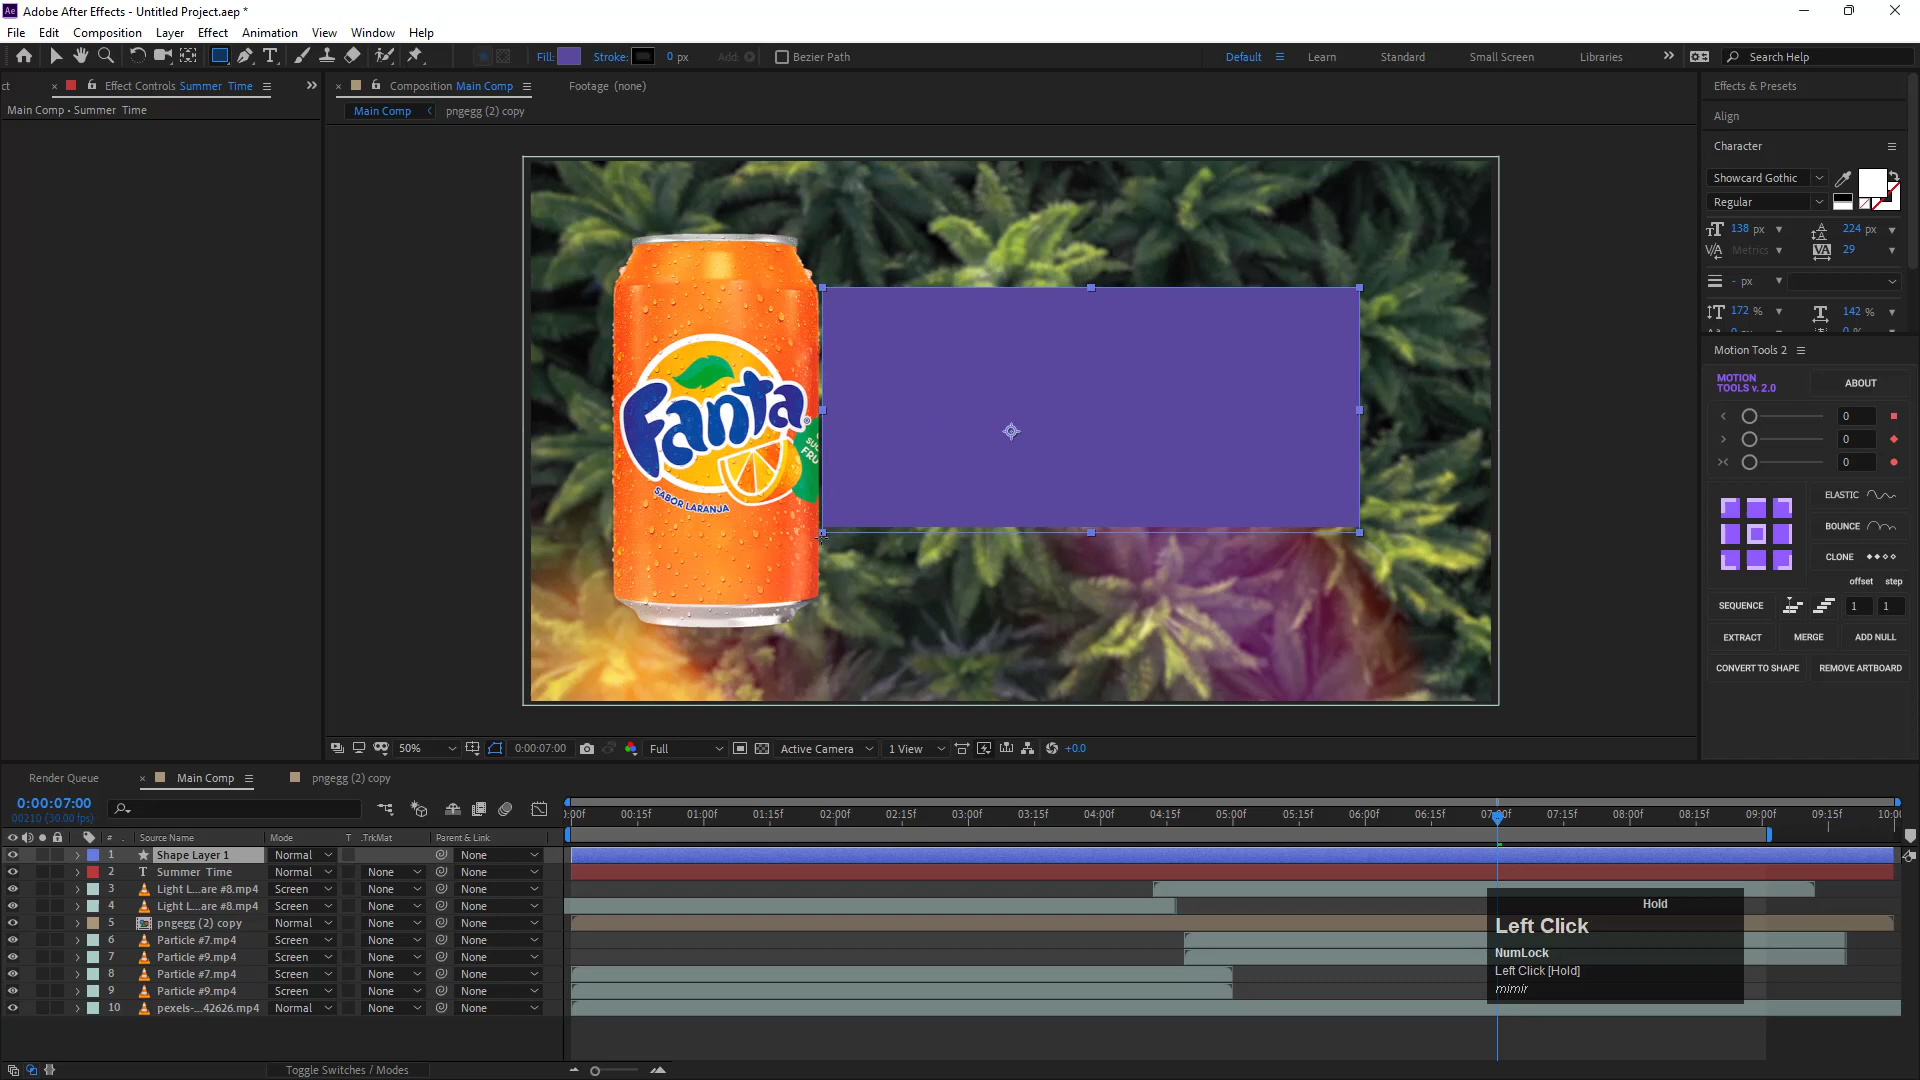 Adobe After Effects - Untitled Project.aep *
File Edit Composition Layer Effect Animation View Window Help
Fill: Stroke: 0 px Add: Bezier Path Default Learn Standard Small Screen Libraries Search Help
ct Effect Controls Summer Time
Main Comp • Summer Time
Composition Main Comp Footage (none)
Main Comp pngegg (2) copy
Effects & Presets
Align
Character
Showcard Gothic
Regular
138 px 224 px
Metrics 29
- px
172 % 142 %
Motion Tools 2
MOTION
TOOLS v. 2.0
ABOUT
0
0
0
ELASTIC
BOUNCE
CLONE
offset step
SEQUENCE 1 1
EXTRACT MERGE ADD NULL
CONVERT TO SHAPE REMOVE ARTBOARD
Fanta
SABOR LARANJA
50% 0:00:07:00 Full Active Camera 1 View +0.0
Render Queue Main Comp pngegg (2) copy
0:00:07:00
00210 (30.00 fps)
:00f 00:15f 01:00f 01:15f 02:00f 02:15f 03:00f 03:15f 04:00f 04:15f 05:00f 05:15f 06:00f 06:15f 07:00f 07:15f 08:00f 08:15f 09:00f 09:15f 10:00
# Source Name Mode T .TrkMat Parent & Link
1 Shape Layer 1 Normal None
2 Summer Time Normal None None
3 Light L...are #8.mp4 Screen None None
4 Light L...are #8.mp4 Screen None None
5 pngegg (2) copy Normal None None
6 Particle #7.mp4 Screen None None
7 Particle #9.mp4 Screen None None
8 Particle #7.mp4 Screen None None
9 Particle #9.mp4 Screen None None
10 pexels-...42626.mp4 Normal None None
Hold
Left Click
NumLock
Left Click [Hold]
mimir
Toggle Switches / Modes